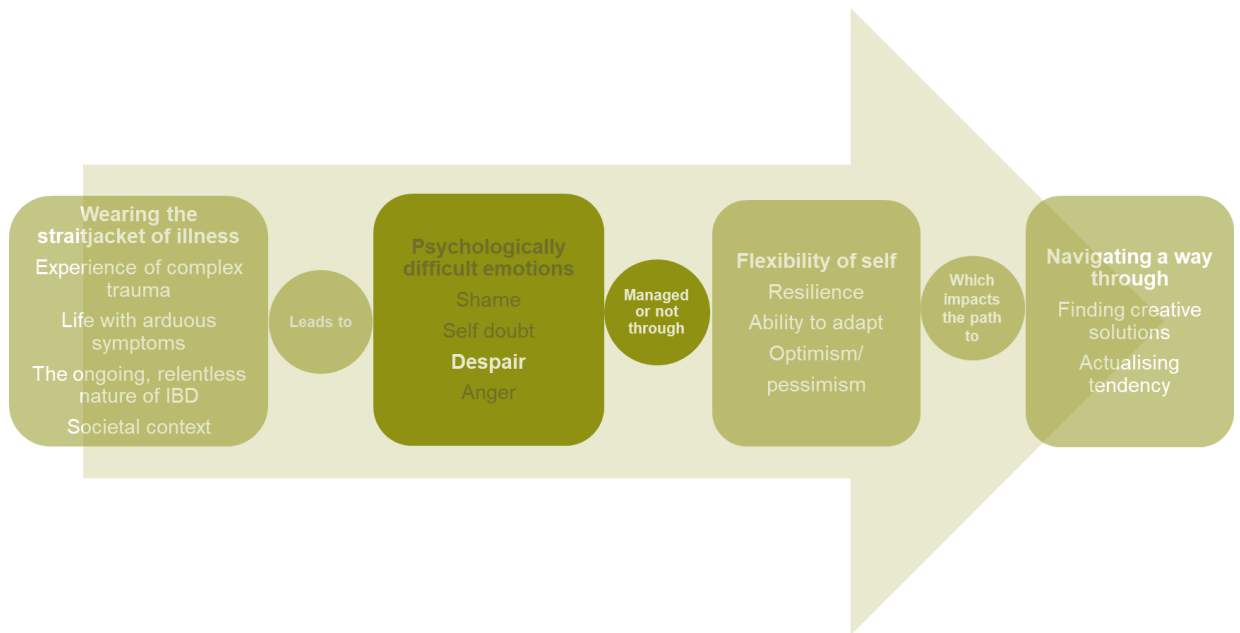 Wearing the
straitjacket of illness
Experience of complex
trauma
Life with arduous
symptoms
The ongoing, relentless
nature of IBD
Societal context
Leads to
Psychologically
difficult emotions
Shame
Self doubt
Despair
Anger
Managed
or not
through
Flexibility of self
Resilience
Ability to adapt
Optimism/
pessimism
Which
impacts
the path
to
Navigating a way
through
Finding creative
solutions
Actualising
tendency